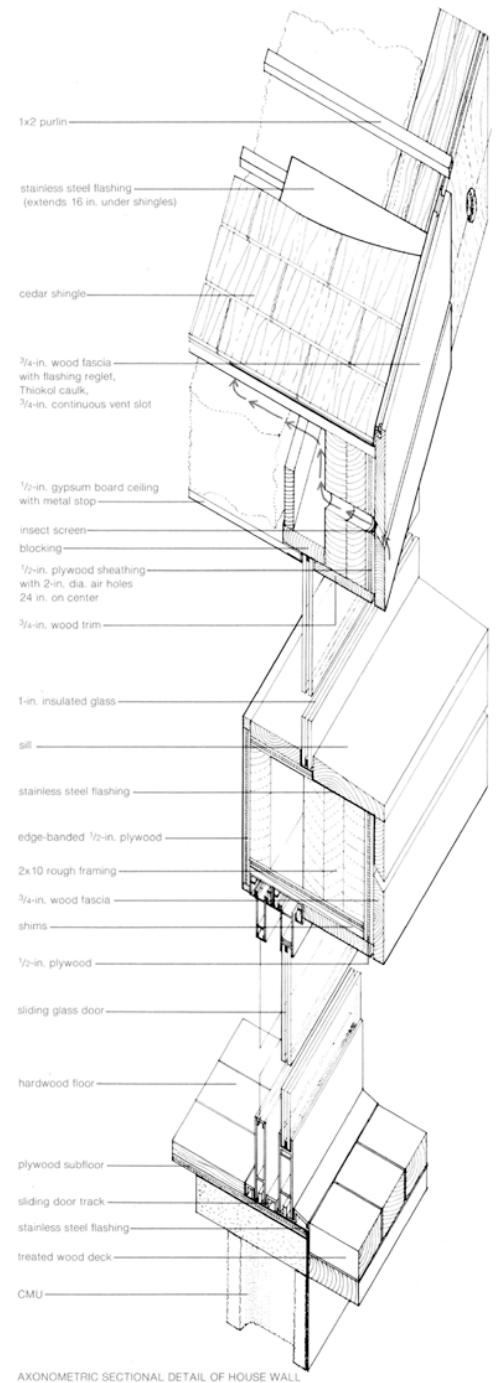 1x2 purlin
stainless steel flashing
(extends 16 in. under shingles)
cedar shingle
3/4-in. wood fascia
with flashing reglet,
Thiokol caulk,
3/4-in. continuous vent slot
1/2-in. gypsum board ceiling
with metal stop
insect screen
blocking
1/2-in. plywood sheathing
with 2-in. dia. air holes
24 in. on center
3/4-in. wood trim
1-in. insulated glass
sill
stainless steel flashing
edge-banded 1/2-in. plywood
2x10 rough framing
3/4-in. wood fascia
shims
1/2-in. plywood
sliding glass door
hardwood floor
plywood subfloor
sliding door track
stainless steel flashing
treated wood deck
CMU
AXONOMETRIC SECTIONAL DETAIL OF HOUSE WALL